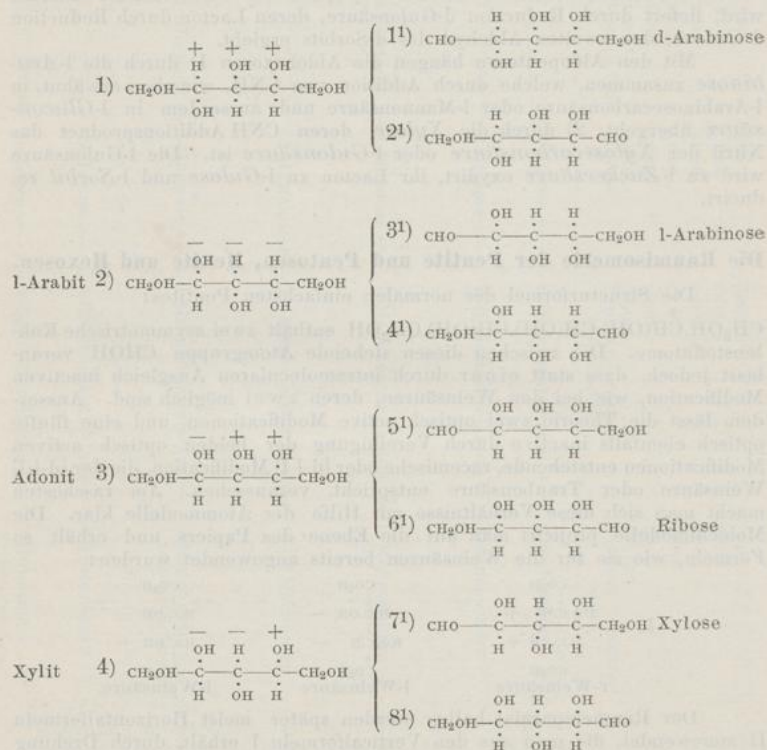 + + +
H OH OH
1) CH₂OH—C—C—C—CH₂OH
OH H H
H OH OH
1¹) CHO—C—C—C—CH₂OH d-Arabinose
OH H H
H OH OH
2¹) CH₂OH—C—C—C—CHO
OH H H
— — —
OH H H
l-Arabit 2) CH₂OH—C—C—C—CH₂OH
H OH OH
OH H H
3¹) CHO—C—C—C—CH₂OH l-Arabinose
H OH OH
OH H H
4¹) CH₂OH—C—C—C—CHO
H OH OH
— + +
OH OH OH
Adonit 3) CH₂OH—C—C—C—CH₂OH
H H H
OH OH OH
5¹) CHO—C—C—C—CH₂OH
H H H
OH OH OH
6¹) CH₂OH—C—C—C—CHO Ribose
H H H
— — +
OH H OH
Xylit 4) CH₂OH—C—C—C—CH₂OH
H OH H
OH H OH
7¹) CHO—C—C—C—CH₂OH Xylose
H OH H
OH H OH
8¹) CH₂OH—C—C—C—CHO
H OH H